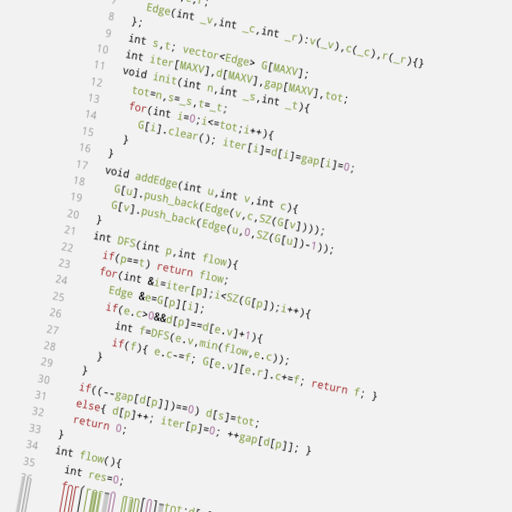 7
8 Edge(int _v,int _c,int _r):v(_v),c(_c),r(_r){}
9 };
10 int s,t; vector<Edge> G[MAXV];
11 int iter[MAXV],d[MAXV],gap[MAXV],tot;
12 void init(int n,int _s,int _t){
13 tot=n,s=_s,t=_t;
14 for(int i=0;i<=tot;i++){
15 G[i].clear(); iter[i]=d[i]=gap[i]=0;
16 }
17 }
18 void addEdge(int u,int v,int c){
19 G[u].push_back(Edge(v,c,SZ(G[v])));
20 G[v].push_back(Edge(u,0,SZ(G[u])-1));
21 }
22 int DFS(int p,int flow){
23 if(p==t) return flow;
24 for(int &i=iter[p];i<SZ(G[p]);i++){
25 Edge &e=G[p][i];
26 if(e.c>0&&d[p]==d[e.v]+1){
27 int f=DFS(e.v,min(flow,e.c));
28 if(f){ e.c-=f; G[e.v][e.r].c+=f; return f; }
29 }
30 }
31 if((--gap[d[p]])==0) d[s]=tot;
32 else{ d[p]++; iter[p]=0; ++gap[d[p]]; }
33 return 0;
34 }
35 int flow(){
int res=0;